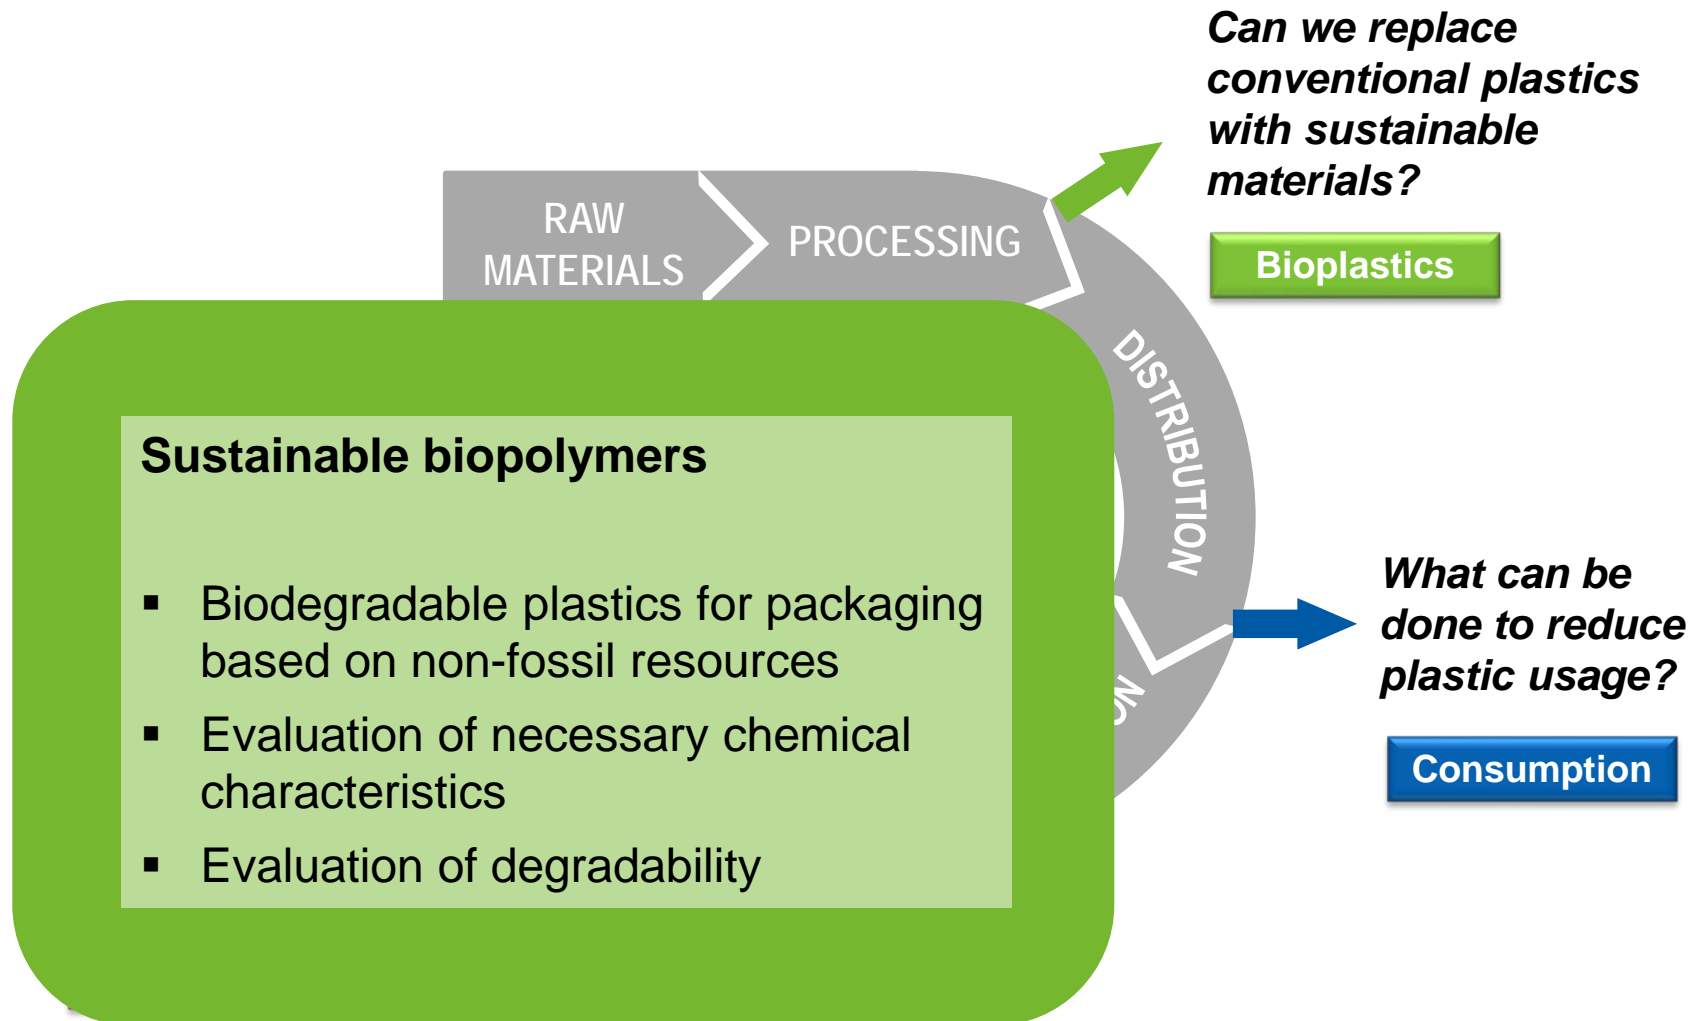 Can we replace
conventional plastics
with sustainable
materials?
Bioplastics
RAW
MATERIALS
PROCESSING
DISTRIBUTION
Sustainable biopolymers
▪ Biodegradable plastics for packaging
based on non-fossil resources
▪ Evaluation of necessary chemical
characteristics
▪ Evaluation of degradability
What can be
done to reduce
plastic usage?
Consumption